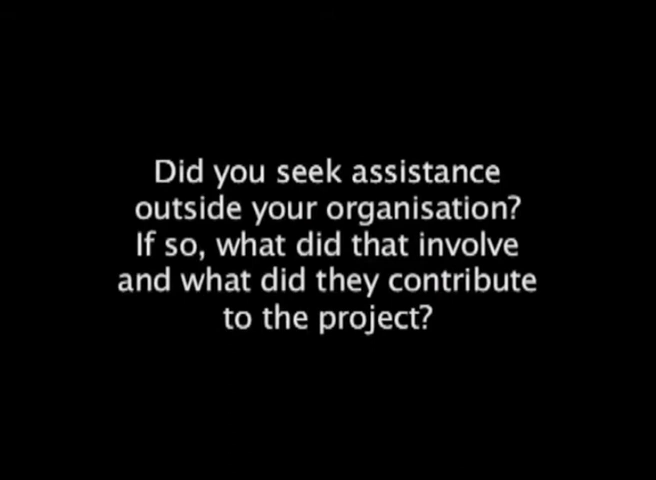 Did you seek assistance
outside your organisation?
If so, what did that involve
and what did they contribute
to the project?